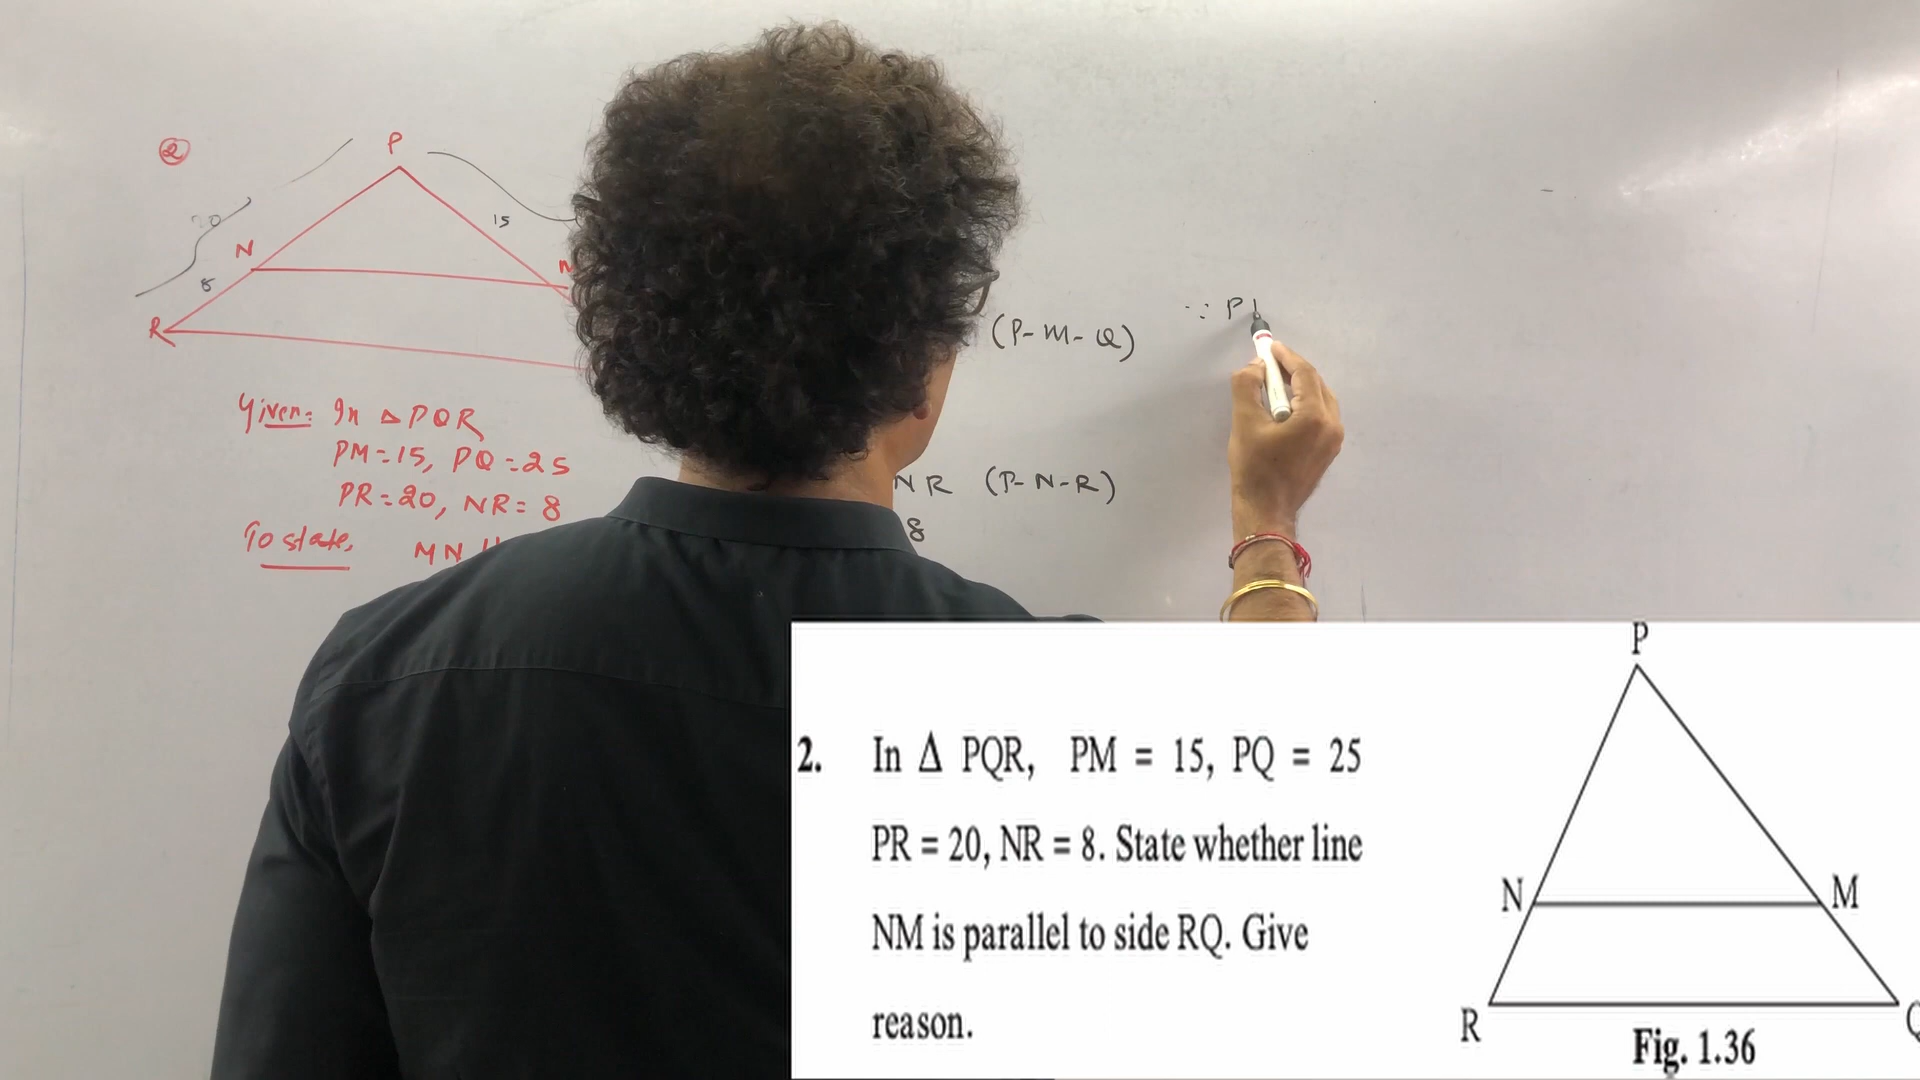 ②
P
20
15
N
8
R
(P-M-Q)
∵ P
Given: In △PQR
PM=15, PQ=25
PR=20, NR=8
To state,
MN ||
NR (P-N-R)
8
P
2. In Δ PQR, PM = 15, PQ = 25
PR = 20, NR = 8. State whether line
NM is parallel to side RQ. Give
reason.
N
M
R
Q
Fig. 1.36